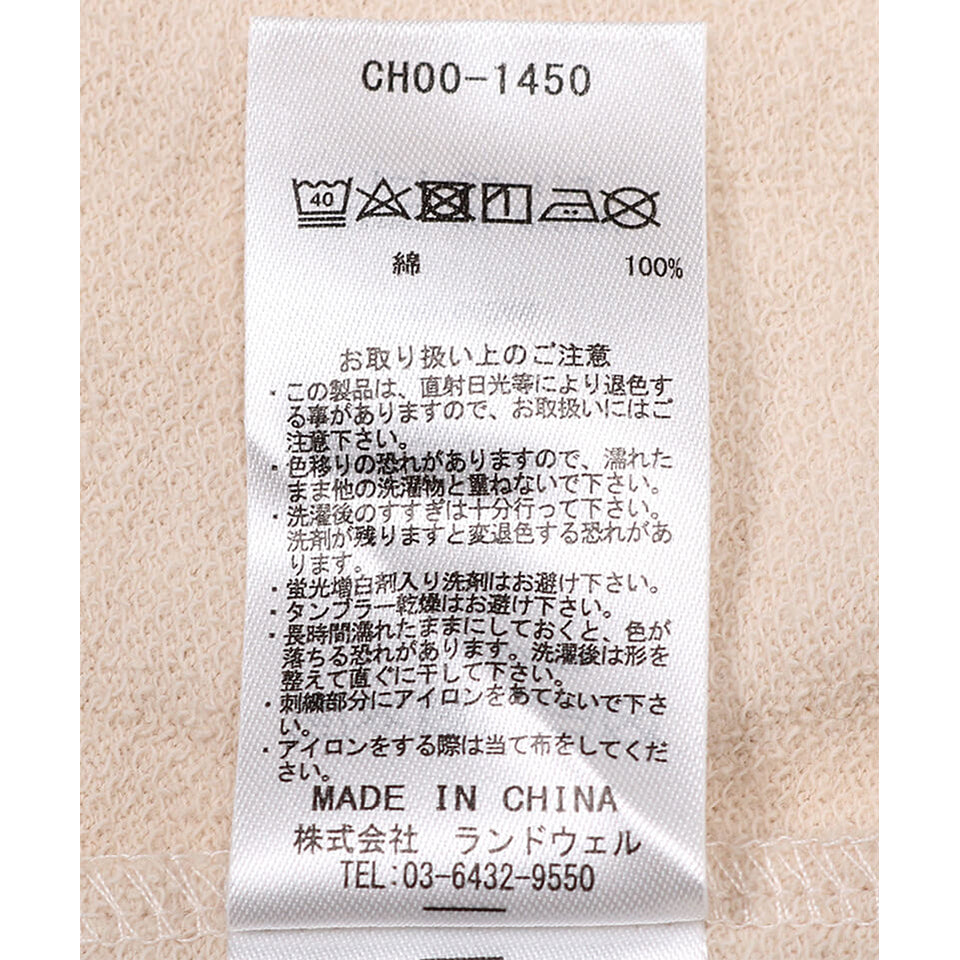 CH00-1450
40
綿 100%
お取り扱い上のご注意
・この製品は、直射日光等により退色す
る事がありますので、お取扱いにはご
注意下さい。
・色移りの恐れがありますので、濡れた
まま他の洗濯物と重ねないで下さい。
・洗濯後のすすぎは十分行って下さい。
洗剤が残りますと変退色する恐れがあ
ります。
・蛍光増白剤入り洗剤はお避け下さい。
・タンブラー乾燥はお避け下さい。
・長時間濡れたままにしておくと、色が
落ちる恐れがあります。洗濯後は形を
整えて直ぐに干して下さい。
・刺繍部分にアイロンをあてないで下さ
い。
・アイロンをする際は当て布をしてくだ
さい。
MADE IN CHINA
株式会社 ランドウェル
TEL:03-6432-9550